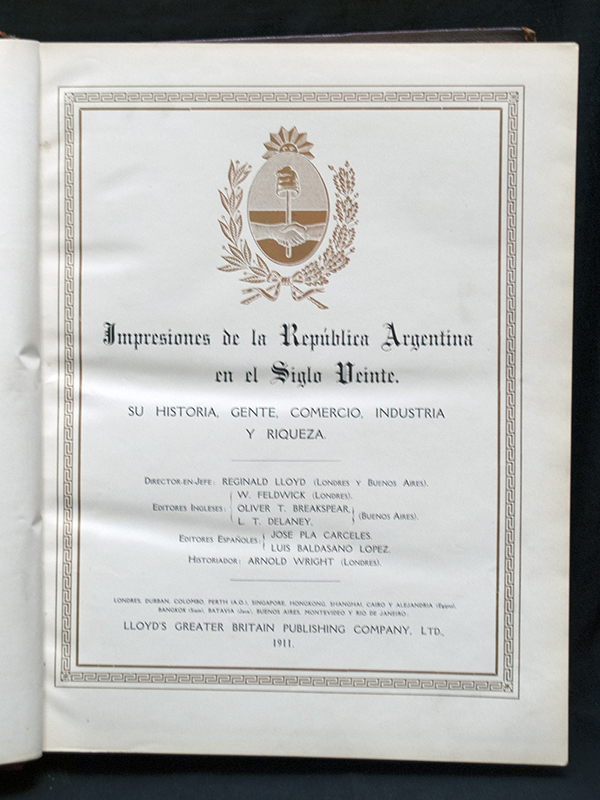 Impresiones de la República Argentina
en el Siglo Veinte.
SU HISTORIA, GENTE, COMERCIO, INDUSTRIA
Y RIQUEZA.
DIRECTOR-EN-JEFE: REGINALD LLOYD (LONDRES Y BUENOS AIRES).
W. FELDWICK (LONDRES).
EDITORES INGLESES: OLIVER T. BREAKSPEAR, (BUENOS AIRES).
L. T. DELANEY.
EDITORES ESPAÑOLES: JOSE PLA CARCELES.
LUIS BALDASANO LOPEZ.
HISTORIADOR: ARNOLD WRIGHT (LONDRES).
LONDRES, DURBAN, COLOMBO, PERTH (A.O.), SINGAPORE, HONGKONG, SHANGHAI, CAIRO Y ALEJANDRIA (Egipto),
BANGKOK (Siam), BATAVIA (Java), BUENOS AIRES, MONTEVIDEO Y RIO DE JANEIRO.
LLOYD'S GREATER BRITAIN PUBLISHING COMPANY, LTD.,
1911.